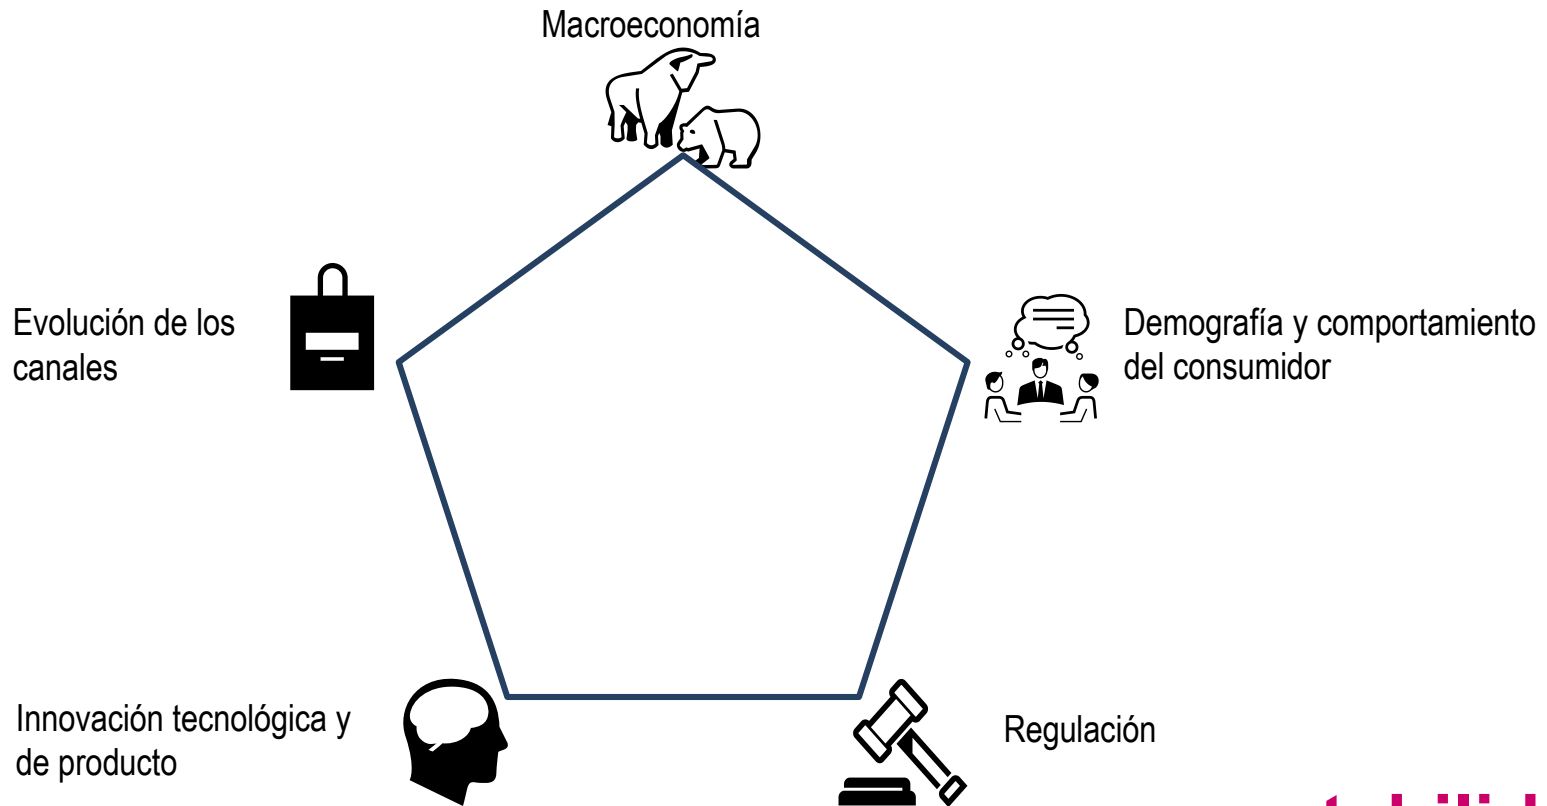 Macroeconomía
Evolución de los
canales
Demografía y comportamiento
del consumidor
Innovación tecnológica y
de producto
Regulación